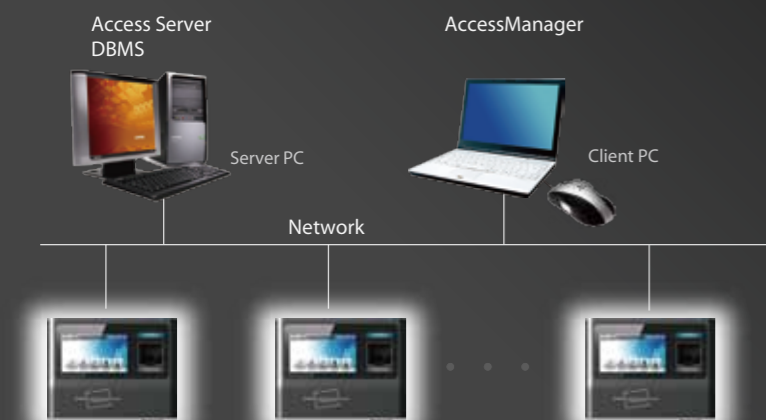 Access Server
DBMS
AccessManager
Server PC
Client PC
Network